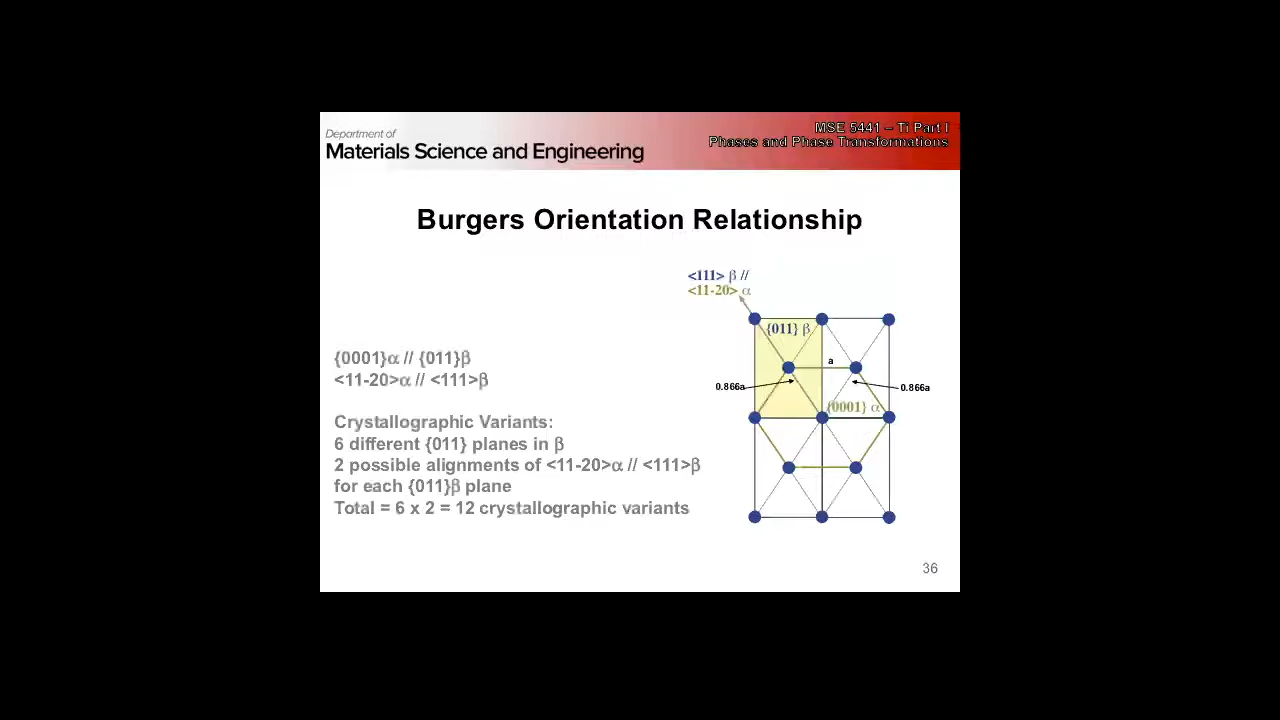 Department of
Materials Science and Engineering
MSE 5441 – Ti Part I
Phases and Phase Transformations
Burgers Orientation Relationship
<111> β //
<11-20> α
{011} β
a
0.866a
0.866a
{0001} α
{0001}α // {011}β
<11-20>α // <111>β
Crystallographic Variants:
6 different {011} planes in β
2 possible alignments of <11-20>α // <111>β
for each {011}β plane
Total = 6 x 2 = 12 crystallographic variants
36